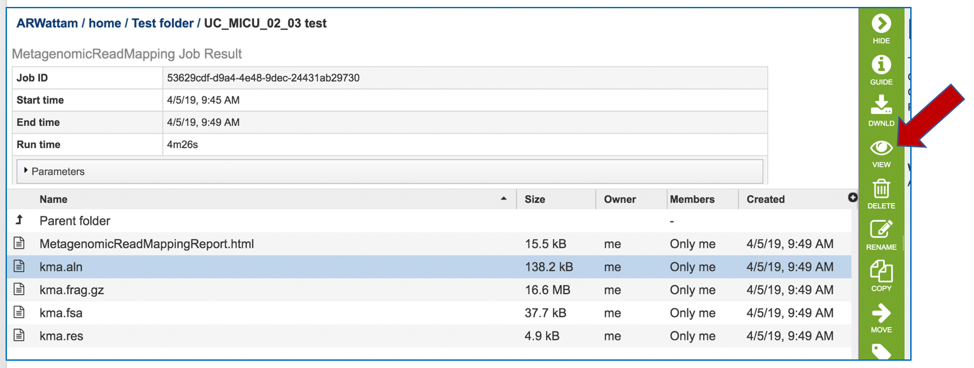 ARWattam / home / Test folder / UC_MICU_02_03 test
MetagenomicReadMapping Job Result
Job ID 53629cdf-d9a4-4e48-9dec-24431ab29730
Start time 4/5/19, 9:45 AM
End time 4/5/19, 9:49 AM
Run time 4m26s
Parameters
Name Size Owner Members Created
Parent folder -
MetagenomicReadMappingReport.html 15.5 kB me Only me 4/5/19, 9:49 AM
kma.aln 138.2 kB me Only me 4/5/19, 9:49 AM
kma.frag.gz 16.6 MB me Only me 4/5/19, 9:49 AM
kma.fsa 37.7 kB me Only me 4/5/19, 9:49 AM
kma.res 4.9 kB me Only me 4/5/19, 9:49 AM
HIDE
GUIDE
DWNLD
VIEW
DELETE
RENAME
COPY
MOVE